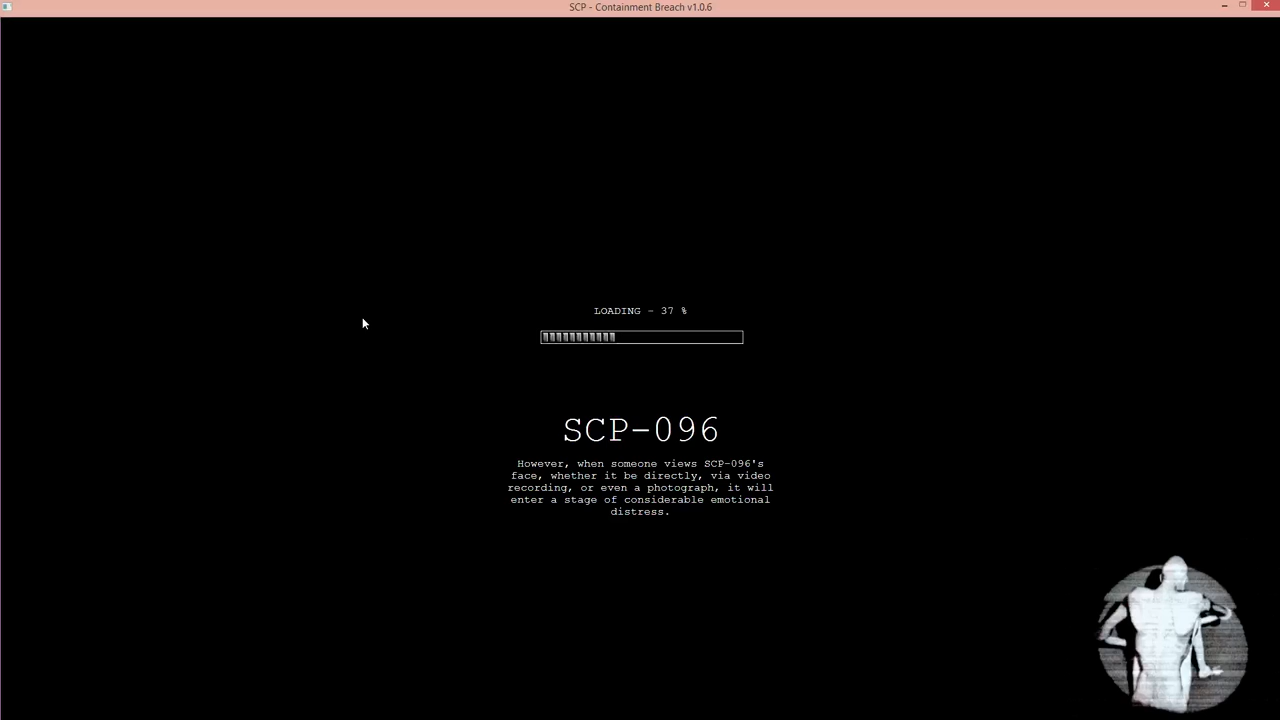 SCP - Containment Breach v1.0.6
LOADING - 37 %
SCP-096
However, when someone views SCP-096's
face, whether it be directly, via video
recording, or even a photograph, it will
enter a stage of considerable emotional
distress.